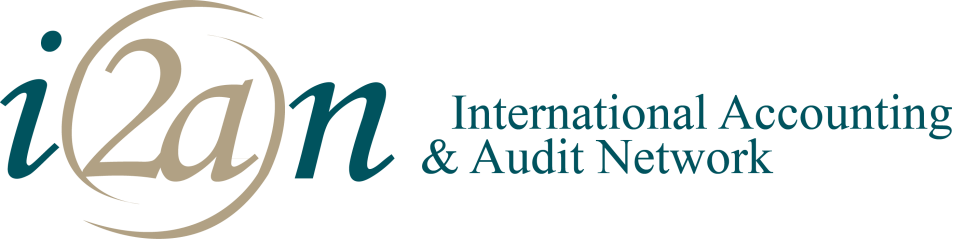 i2an
International Accounting
& Audit Network